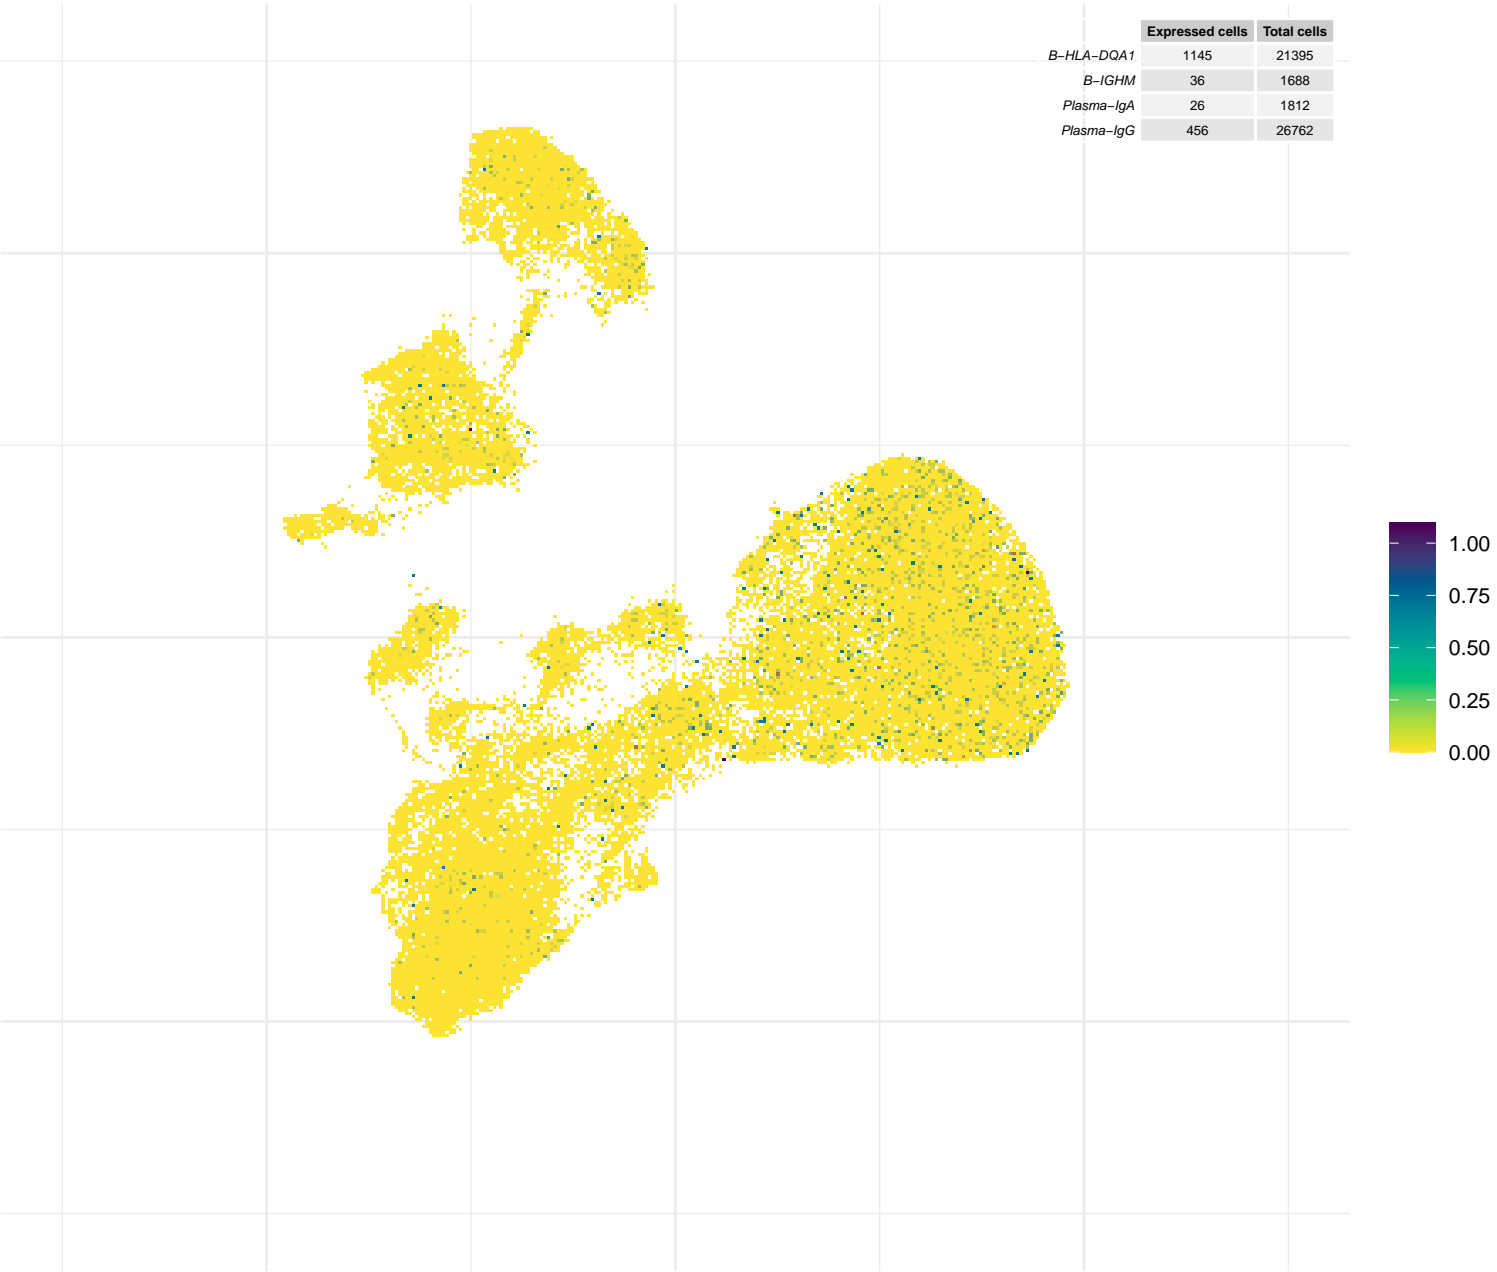 Expressed cells Total cells
B−HLA−DQA1 1145 21395
B−IGHM 36 1688
Plasma−IgA 26 1812
Plasma−IgG 456 26762
1.00
0.75
0.50
0.25
0.00